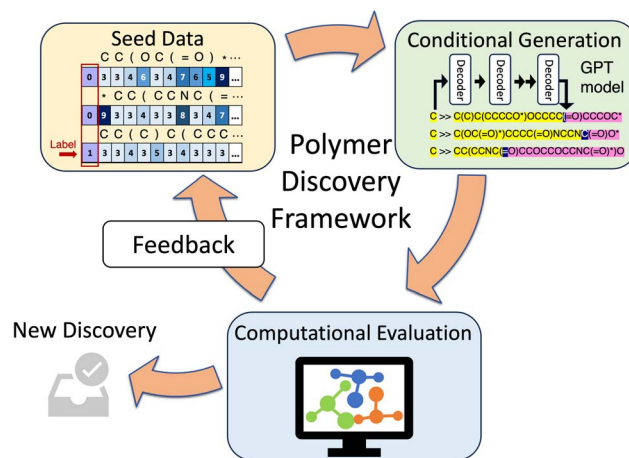 Seed Data
C C ( O C ( = O ) * ...
0 3 3 4 6 3 4 7 6 5 9 ...
* C C ( C C N C ( = ...
0 9 3 4 3 3 8 3 4 7 ...
C C ( C ) C ( C C C ...
Label
1 3 3 4 3 5 3 4 3 3 3 ...
Conditional Generation
Decoder
Decoder
Decoder
GPT
model
C >> C(C)C(CCCCO*)OCCCC(=O)CCCOC*
C >> C(OC(=O)*)CCCC(=O)NCCNC(=O)O*
C >> CC(CCNC(=O)CCOCCOCCNC(=O)*)O
Polymer
Discovery
Framework
Feedback
New Discovery
Computational Evaluation